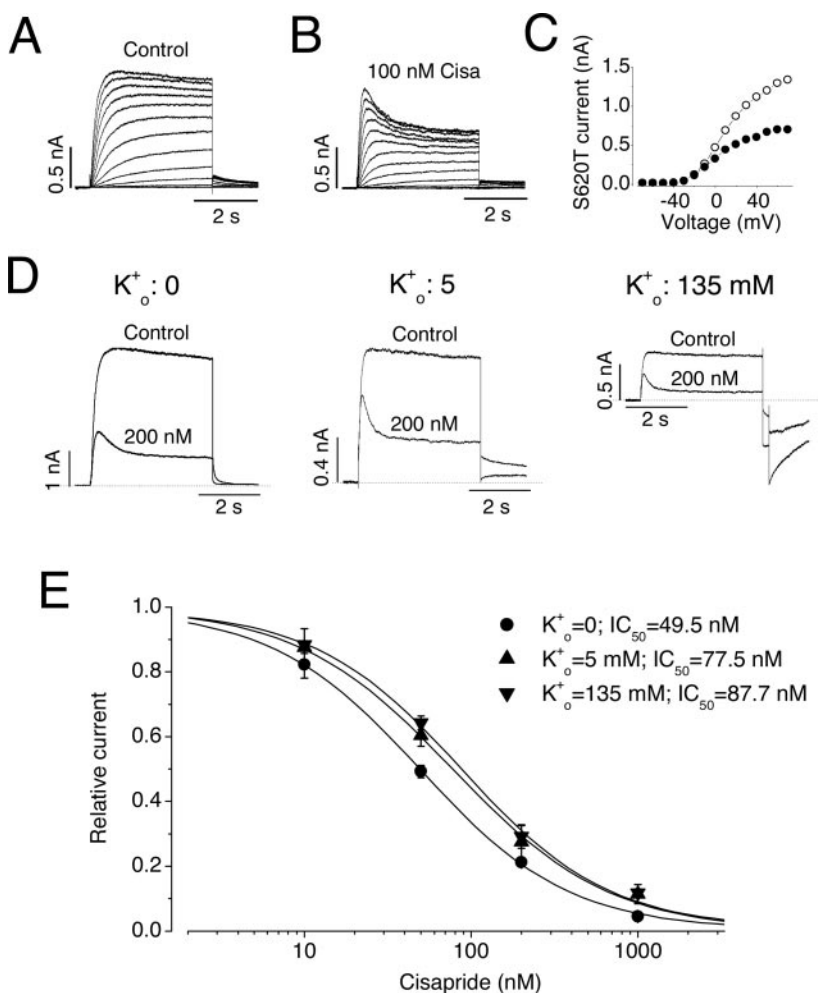 A
Control
0.5 nA
2 s
B
100 nM Cisa
0.5 nA
2 s
C
S620T current (nA)
1.5
1.0
0.5
0.0
-40 0 40
Voltage (mV)
D
K⁺ₒ: 0
Control
200 nM
1 nA
2 s
K⁺ₒ: 5
Control
200 nM
0.4 nA
2 s
K⁺ₒ: 135 mM
Control
200 nM
0.5 nA
2 s
E
Relative current
1.0
0.8
0.6
0.4
0.2
0.0
10 100 1000
Cisapride (nM)
K⁺ₒ=0; IC₅₀=49.5 nM
K⁺ₒ=5 mM; IC₅₀=77.5 nM
K⁺ₒ=135 mM; IC₅₀=87.7 nM